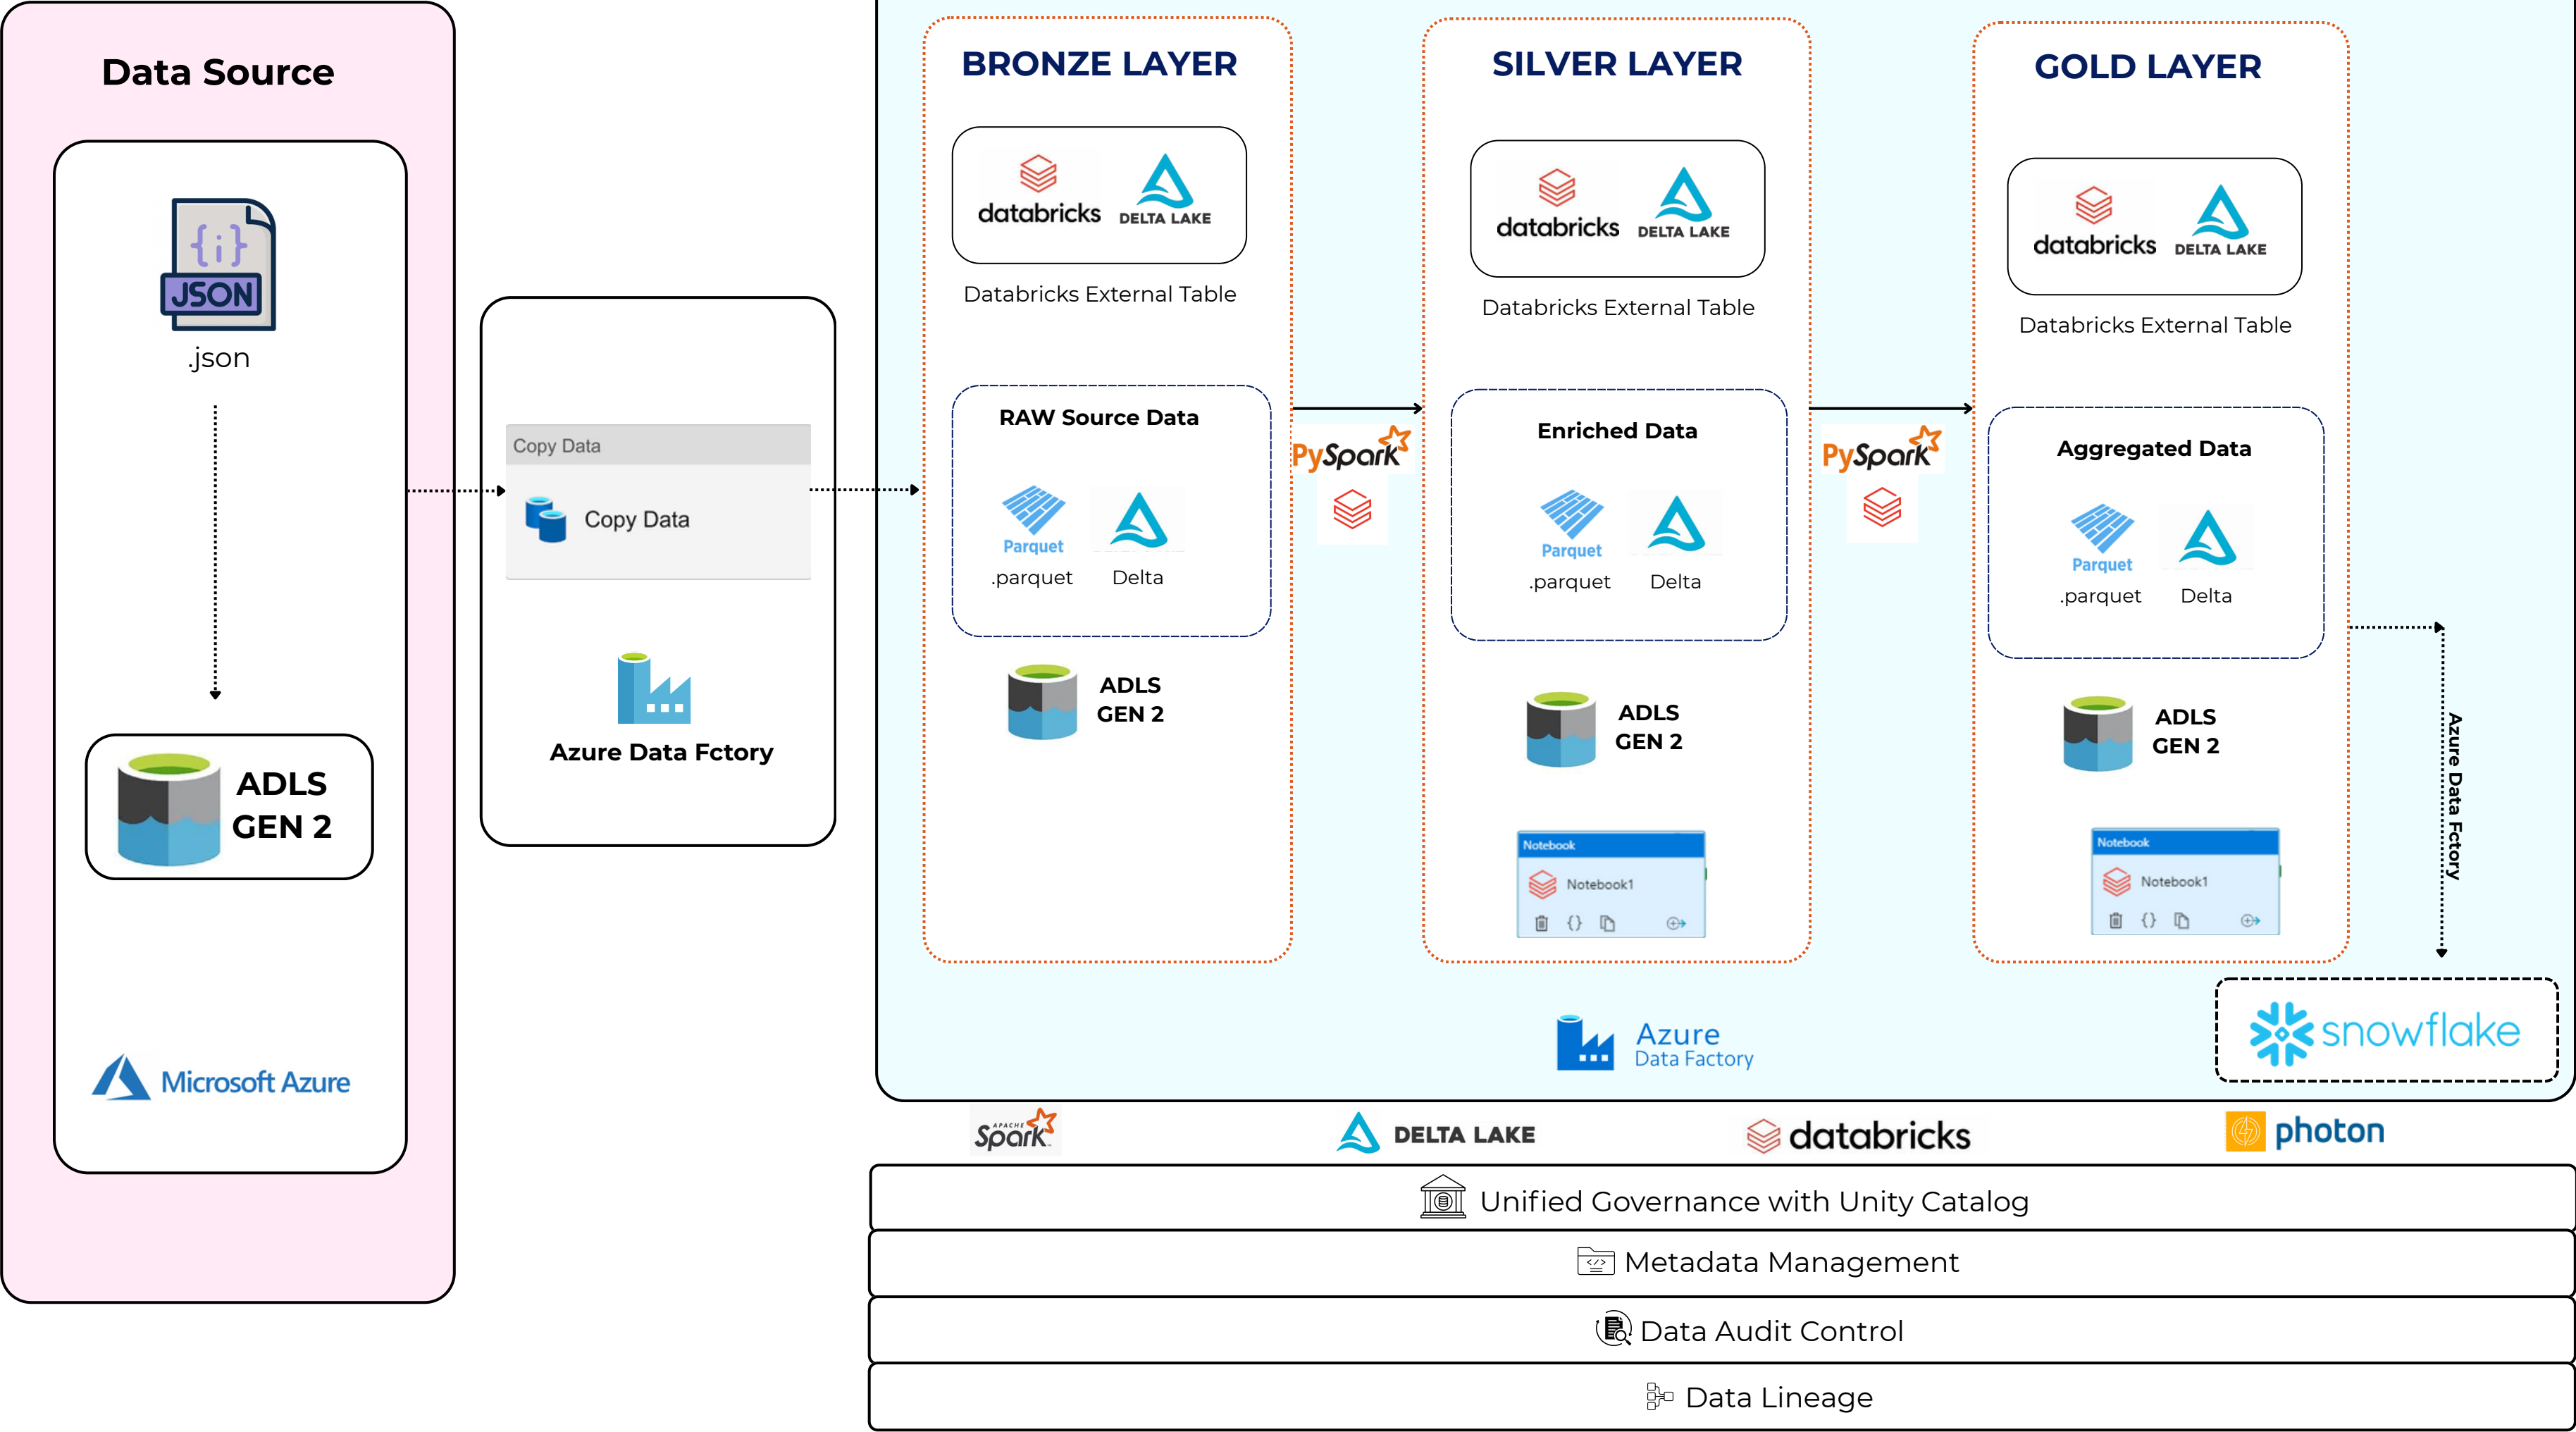 Data Source
{i}
JSON
.json
ADLS
GEN 2
Microsoft Azure
Copy Data
Copy Data
Azure Data Fctory
BRONZE LAYER
databricks
DELTA LAKE
Databricks External Table
RAW Source Data
Parquet
.parquet
Delta
ADLS
GEN 2
PySpark
SILVER LAYER
databricks
DELTA LAKE
Databricks External Table
Enriched Data
Parquet
.parquet
Delta
ADLS
GEN 2
Notebook
Notebook1
{}
PySpark
GOLD LAYER
databricks
DELTA LAKE
Databricks External Table
Aggregated Data
Parquet
.parquet
Delta
ADLS
GEN 2
Notebook
Notebook1
{}
Azure Data Fctory
snowflake
Azure
Data Factory
APACHE
Spark
DELTA LAKE
databricks
photon
Unified Governance with Unity Catalog
Metadata Management
Data Audit Control
Data Lineage